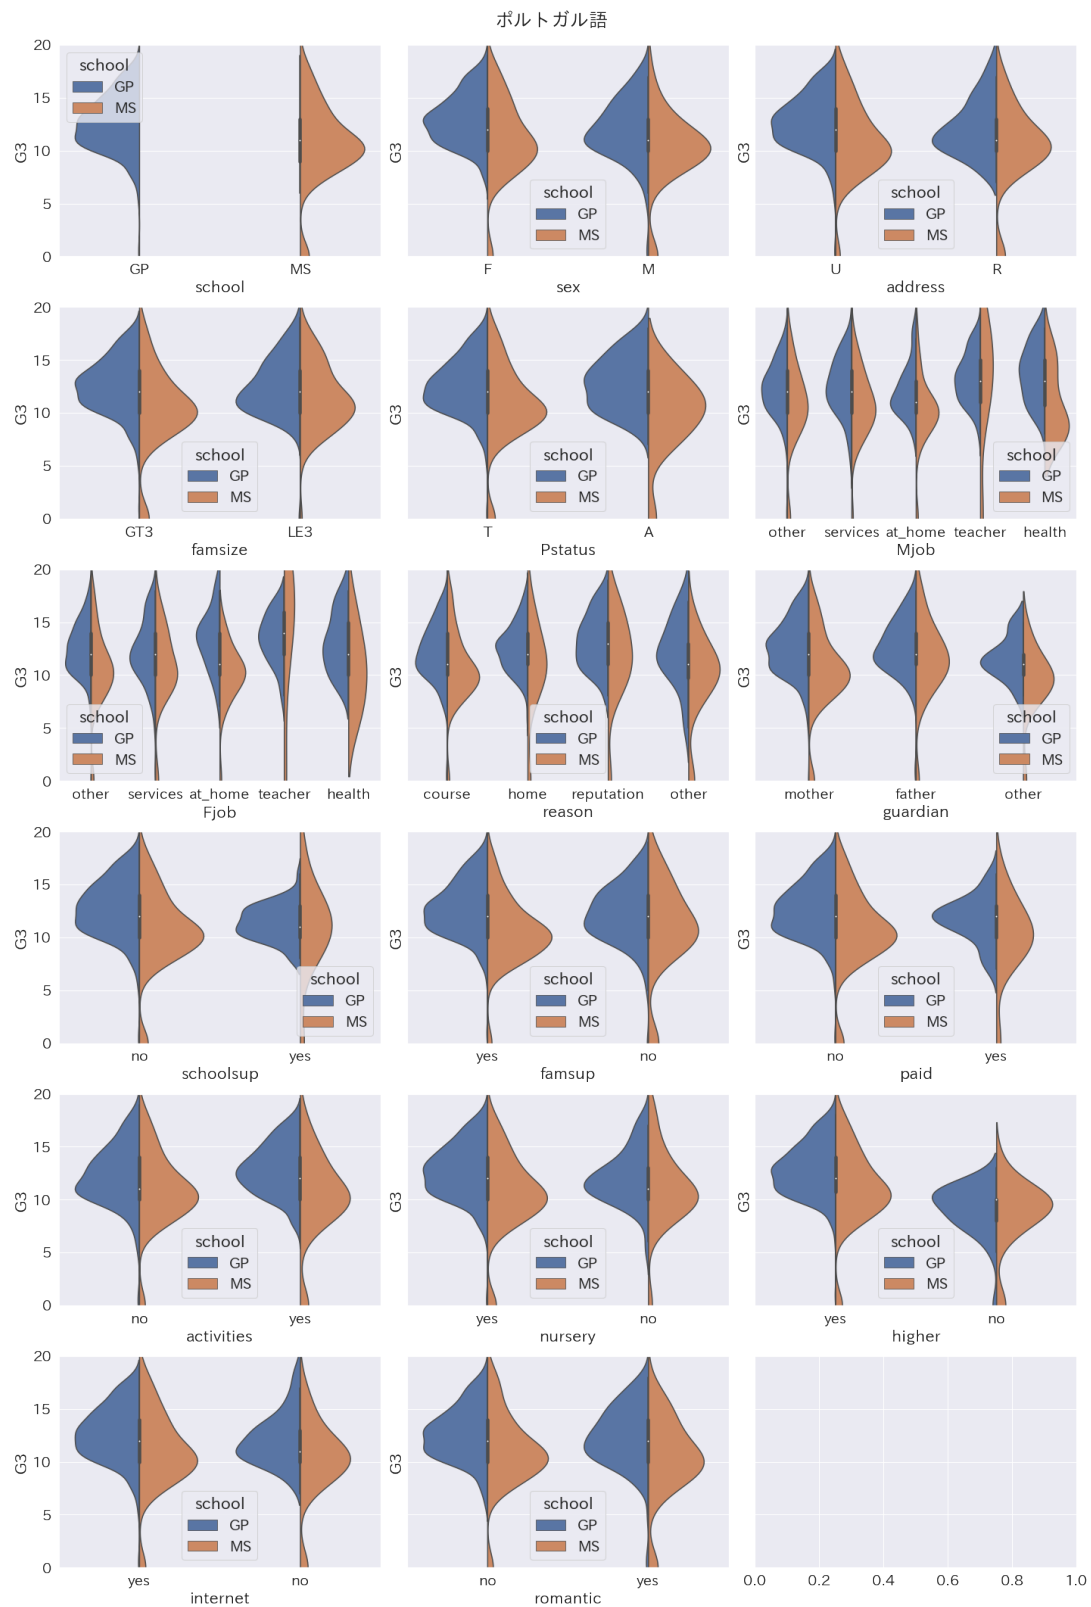 ポルトガル語
20
15
10
5
0
G3
school
GP
MS
GP MS
school
G3
school
GP
MS
F M
sex
G3
school
GP
MS
U R
address
20
15
10
5
0
G3
school
GP
MS
GT3 LE3
famsize
G3
school
GP
MS
T A
Pstatus
G3
school
GP
MS
other services at_home teacher health
Mjob
20
15
10
5
0
G3
school
GP
MS
other services at_home teacher health
Fjob
G3
school
GP
MS
course home reputation other
reason
G3
school
GP
MS
mother father other
guardian
20
15
10
5
0
G3
school
GP
MS
no yes
schoolsup
G3
school
GP
MS
yes no
famsup
G3
school
GP
MS
no yes
paid
20
15
10
5
0
G3
school
GP
MS
no yes
activities
G3
school
GP
MS
yes no
nursery
G3
school
GP
MS
yes no
higher
20
15
10
5
0
G3
school
GP
MS
yes no
internet
G3
school
GP
MS
no yes
romantic
0.0 0.2 0.4 0.6 0.8 1.0